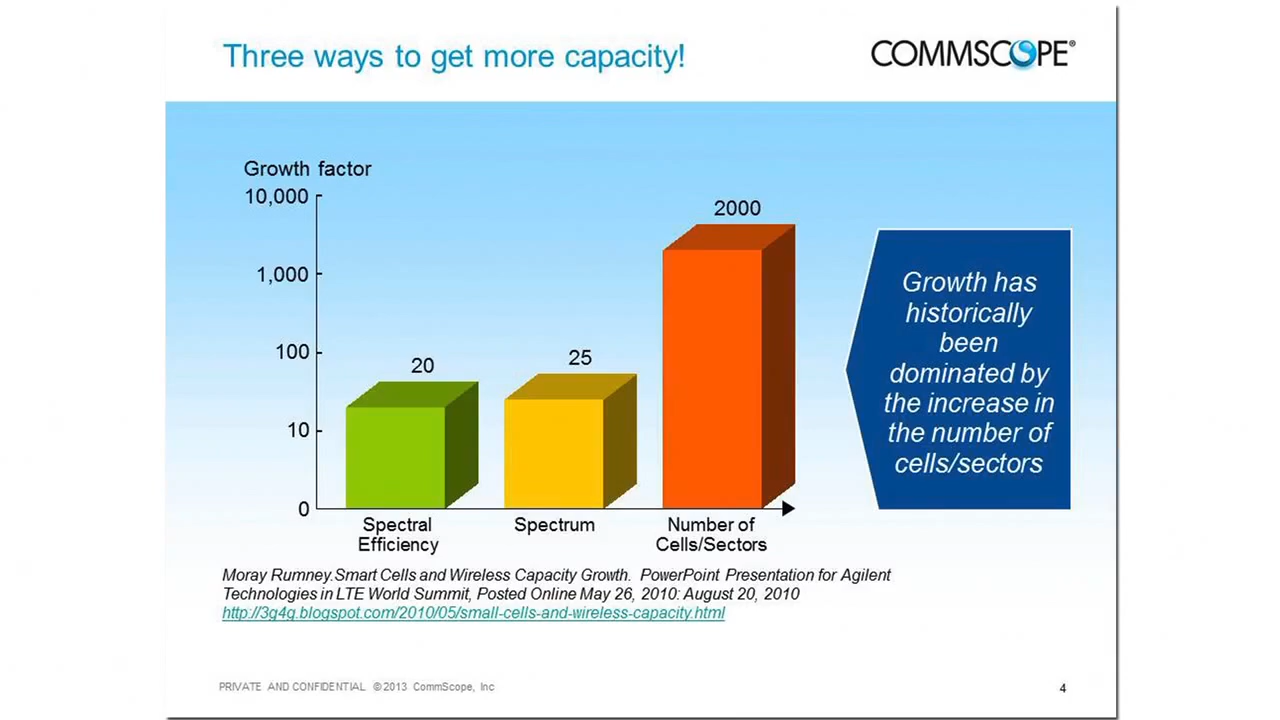 Three ways to get more capacity!
COMMSCOPE®
Growth factor
10,000
1,000
100
10
0
20
25
2000
Spectral
Efficiency
Spectrum
Number of
Cells/Sectors
Growth has
historically
been
dominated by
the increase in
the number of
cells/sectors
Moray Rumney.Smart Cells and Wireless Capacity Growth. PowerPoint Presentation for Agilent
Technologies in LTE World Summit, Posted Online May 26, 2010: August 20, 2010
http://3g4g.blogspot.com/2010/05/small-cells-and-wireless-capacity.html
PRIVATE AND CONFIDENTIAL © 2013 CommScope, Inc
4